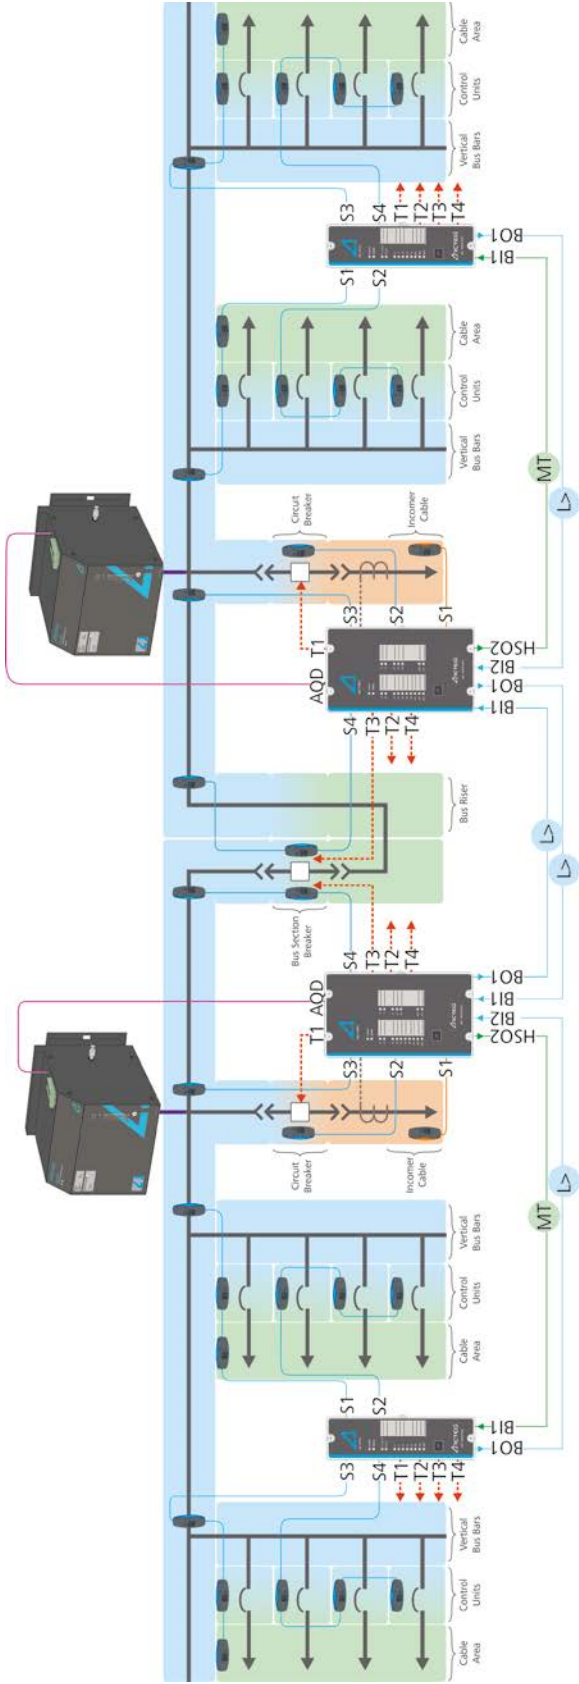 Cable
Area
Control
Units
Vertical
Bus Bars
S3
S4
T1
T2
T3
T4
BO1
BI1
S1
S2
Cable
Area
Control
Units
Vertical
Bus Bars
MT
L>
Circuit
Breaker
Incomer
Cable
S3
S2
S1
T1
AQD
HSO2
BI2
BO1
BI1
S4
T3
T2
T4
Bus Riser
L>
L>
Bus Section
Breaker
S4
T3
T2
T4
BO1
BI1
BI2
HSO2
AQD
T1
S3
S2
S1
Circuit
Breaker
Incomer
Cable
L>
MT
Vertical
Bus Bars
Control
Units
Cable
Area
S1
S2
BI1
BO1
S3
S4
T1
T2
T3
T4
Vertical
Bus Bars
Control
Units
Cable
Area